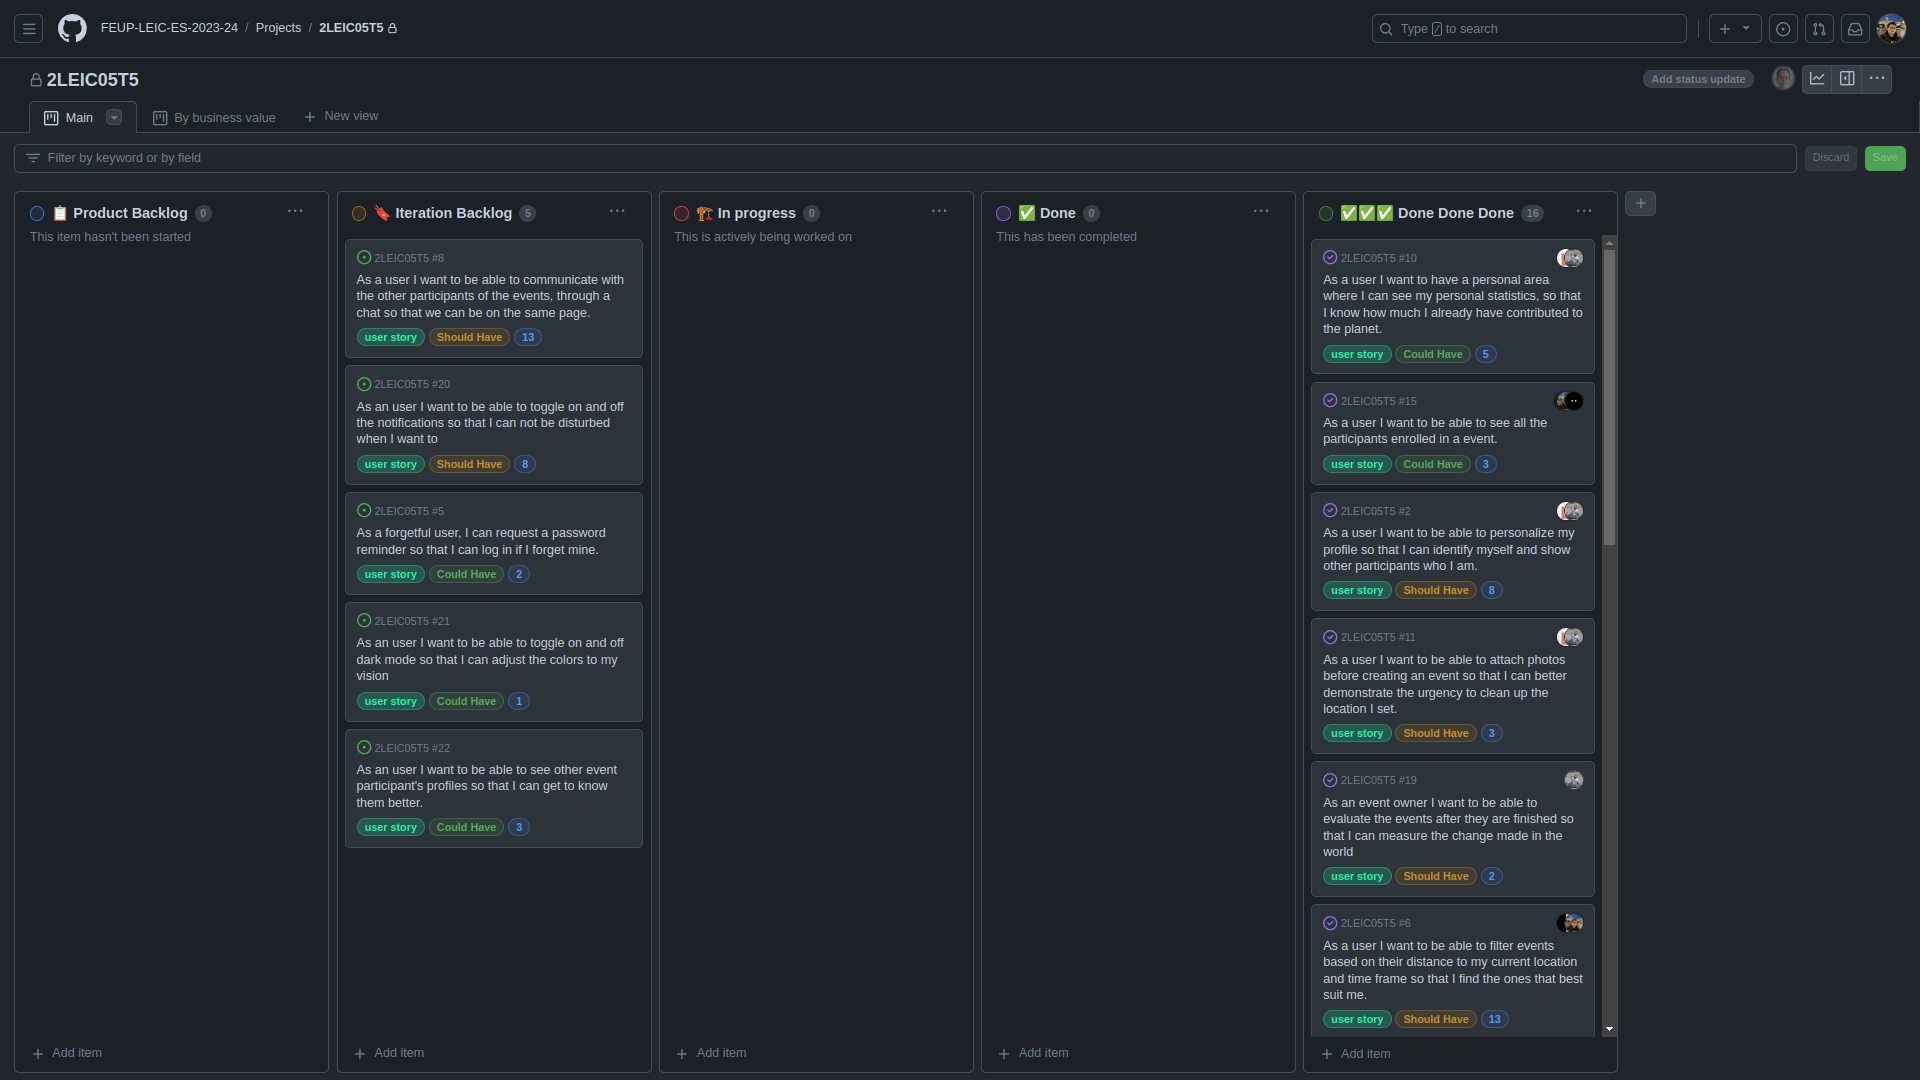 FEUP-LEIC-ES-2023-24 / Projects / 2LEIC05T5
Type / to search
2LEIC05T5
Add status update
Main
By business value
New view
Filter by keyword or by field
Discard
Save
Product Backlog 0
This item hasn't been started
Add item
Iteration Backlog 5
2LEIC05T5 #8
As a user I want to be able to communicate with
the other participants of the events, through a
chat so that we can be on the same page.
user story Should Have 13
2LEIC05T5 #20
As an user I want to be able to toggle on and off
the notifications so that I can not be disturbed
when I want to
user story Should Have 8
2LEIC05T5 #5
As a forgetful user, I can request a password
reminder so that I can log in if I forget mine.
user story Could Have 2
2LEIC05T5 #21
As an user I want to be able to toggle on and off
dark mode so that I can adjust the colors to my
vision
user story Could Have 1
2LEIC05T5 #22
As an user I want to be able to see other event
participant's profiles so that I can get to know
them better.
user story Could Have 3
Add item
In progress 0
This is actively being worked on
Add item
Done 0
This has been completed
Add item
Done Done Done 16
2LEIC05T5 #10
As a user I want to have a personal area
where I can see my personal statistics, so that
I know how much I already have contributed to
the planet.
user story Could Have 5
2LEIC05T5 #15
As a user I want to be able to see all the
participants enrolled in a event.
user story Could Have 3
2LEIC05T5 #2
As a user I want to be able to personalize my
profile so that I can identify myself and show
other participants who I am.
user story Should Have 8
2LEIC05T5 #11
As a user I want to be able to attach photos
before creating an event so that I can better
demonstrate the urgency to clean up the
location I set.
user story Should Have 3
2LEIC05T5 #19
As an event owner I want to be able to
evaluate the events after they are finished so
that I can measure the change made in the
world
user story Should Have 2
2LEIC05T5 #6
As a user I want to be able to filter events
based on their distance to my current location
and time frame so that I find the ones that best
suit me.
user story Should Have 13
Add item